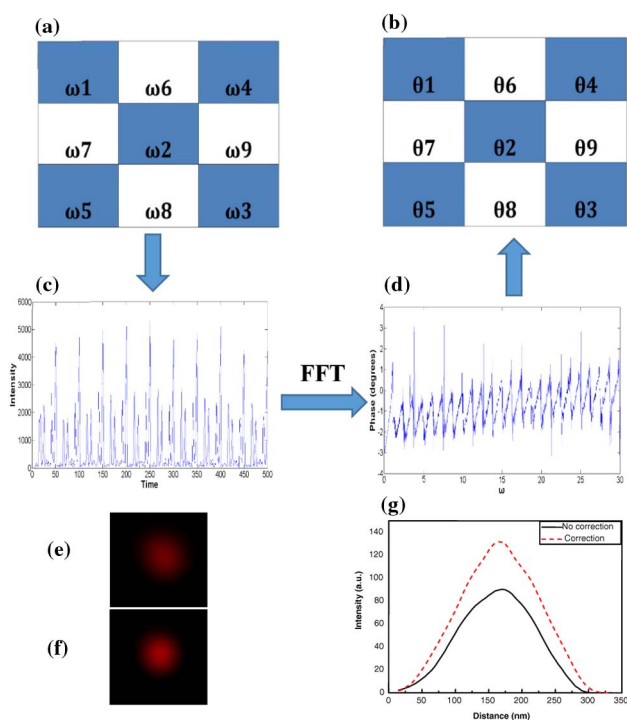 (a)
ω1 ω6 ω4
ω7 ω2 ω9
ω5 ω8 ω3
(b)
θ1 θ6 θ4
θ7 θ2 θ9
θ5 θ8 θ3
(c)
6000
5000
4000
3000
2000
1000
0
Intensity
0 50 100 150 200 250 300 350 400 450 500
Time
FFT
(d)
4
3
2
1
0
-1
-2
-3
-4
Phase (degrees)
0 5 10 15 20 25 30
ω
(e)
(f)
(g)
No correction
Correction
140
120
100
80
60
40
20
0
Intensity (a.u.)
0 50 100 150 200 250 300 350
Distance (nm)